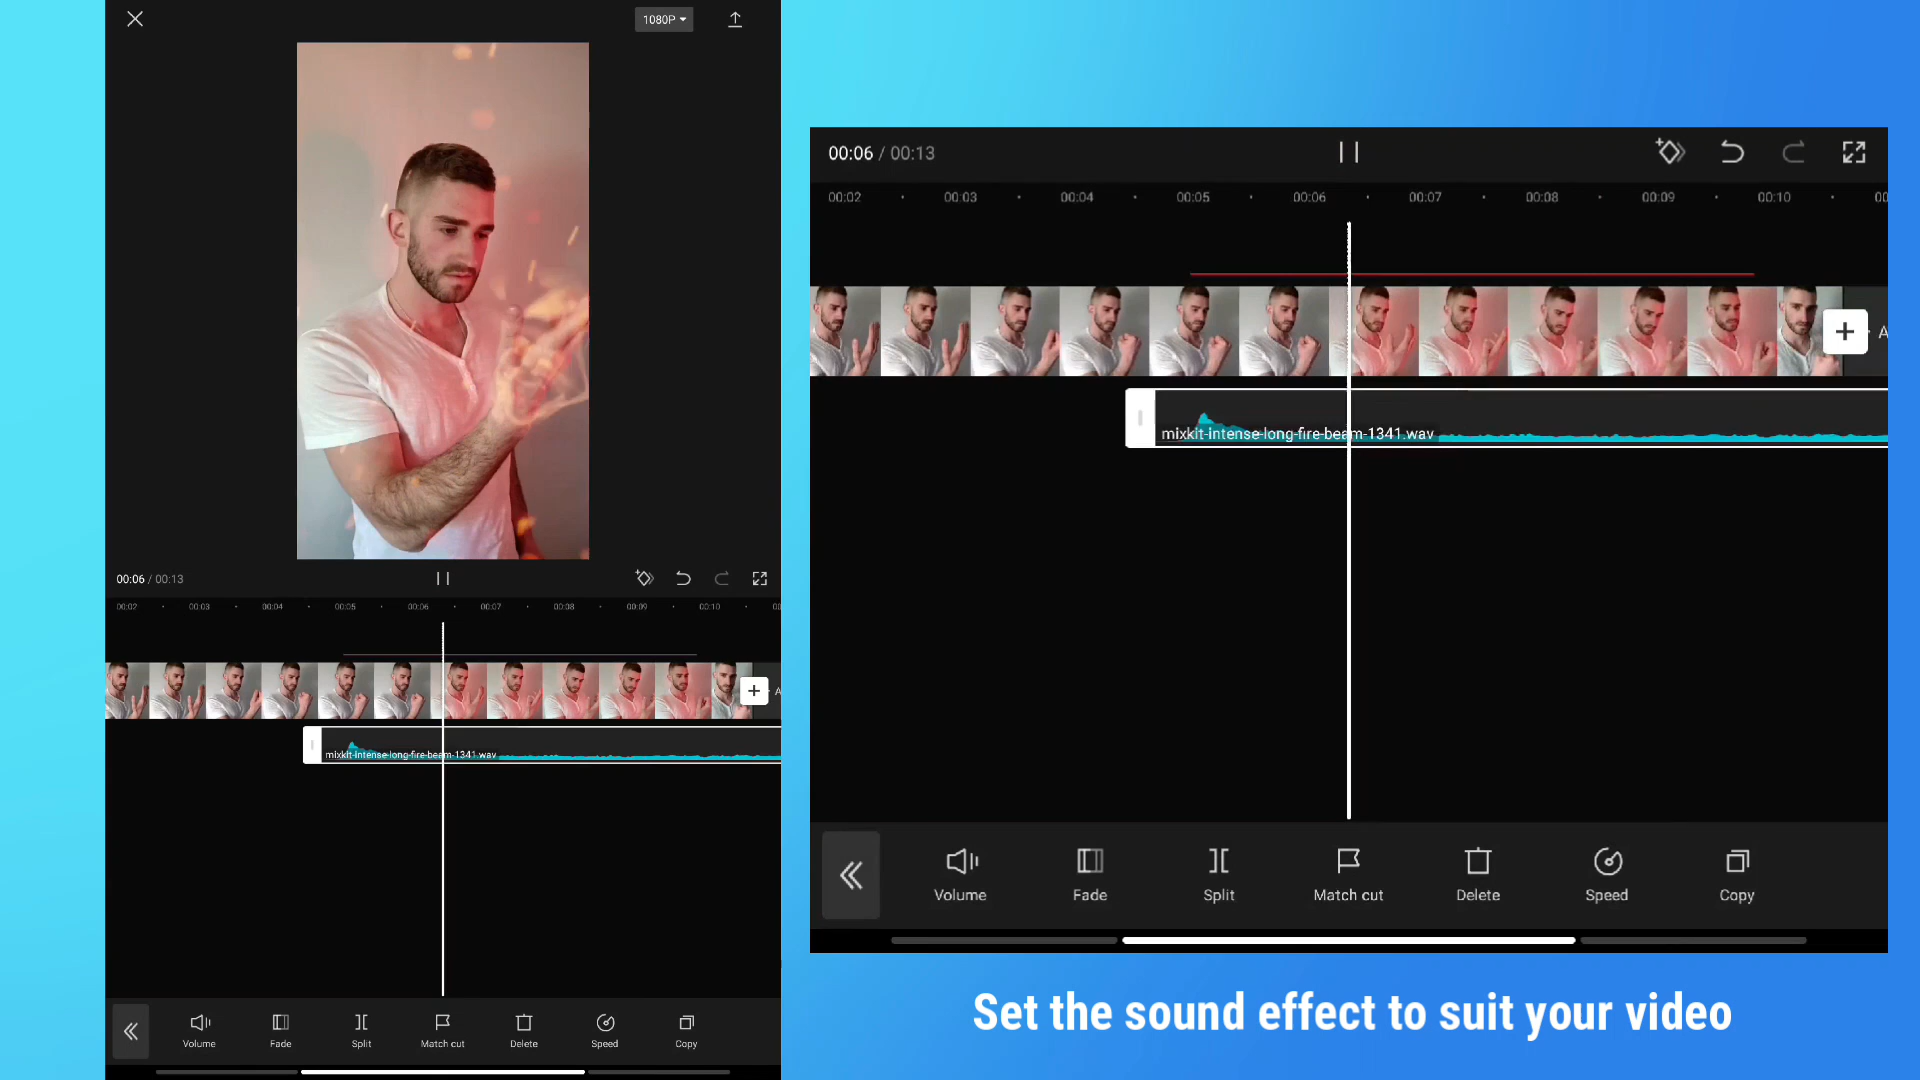 1080P
00:06 / 00:13
00:02 00:03 00:04 00:05 00:06 00:07 00:08 00:09 00:10 00
A
mixkit-intense-long-fire-beam-1341.wav
Volume Fade Split Match cut Delete Speed Copy
00:06 / 00:13
00:02 00:03 00:04 00:05 00:06 00:07 00:08 00:09 00:10 00
A
mixkit-intense-long-fire-beam-1341.wav
Volume Fade Split Match cut Delete Speed Copy
Set the sound effect to suit your video